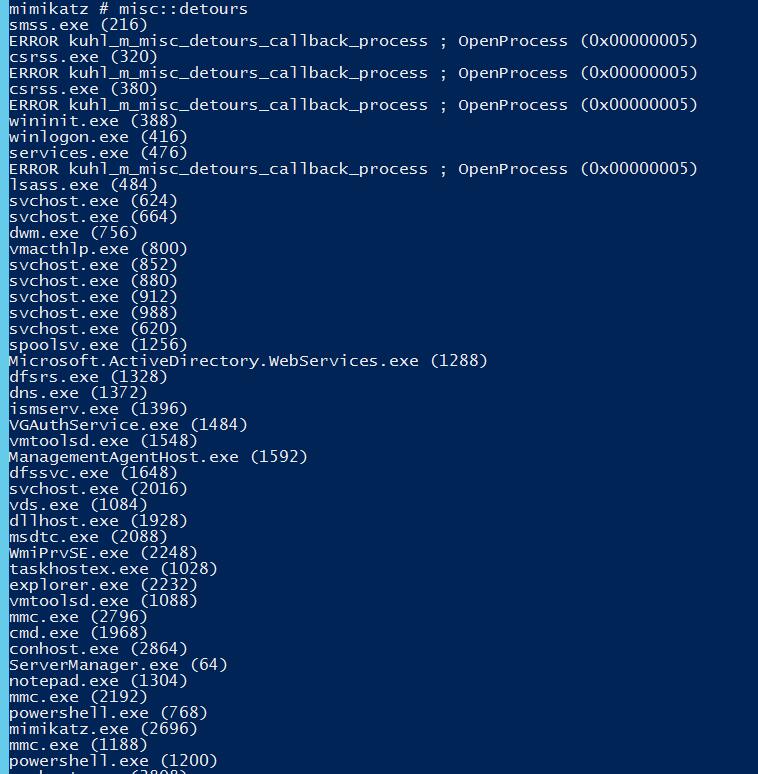 mimikatz # misc::detours
smss.exe (216)
ERROR kuhl_m_misc_detours_callback_process ; OpenProcess (0x00000005)
csrss.exe (320)
ERROR kuhl_m_misc_detours_callback_process ; OpenProcess (0x00000005)
csrss.exe (380)
ERROR kuhl_m_misc_detours_callback_process ; OpenProcess (0x00000005)
wininit.exe (388)
winlogon.exe (416)
services.exe (476)
ERROR kuhl_m_misc_detours_callback_process ; OpenProcess (0x00000005)
lsass.exe (484)
svchost.exe (624)
svchost.exe (664)
dwm.exe (756)
vmacthlp.exe (800)
svchost.exe (852)
svchost.exe (880)
svchost.exe (912)
svchost.exe (988)
svchost.exe (620)
spoolsv.exe (1256)
Microsoft.ActiveDirectory.WebServices.exe (1288)
dfsrs.exe (1328)
dns.exe (1372)
ismserv.exe (1396)
VGAuthService.exe (1484)
vmtoolsd.exe (1548)
ManagementAgentHost.exe (1592)
dfssvc.exe (1648)
svchost.exe (2016)
vds.exe (1084)
dllhost.exe (1928)
msdtc.exe (2088)
WmiPrvSE.exe (2248)
taskhostex.exe (1028)
explorer.exe (2232)
vmtoolsd.exe (1088)
mmc.exe (2796)
cmd.exe (1968)
conhost.exe (2864)
ServerManager.exe (64)
notepad.exe (1304)
mmc.exe (2192)
powershell.exe (768)
mimikatz.exe (2696)
mmc.exe (1188)
powershell.exe (1200)